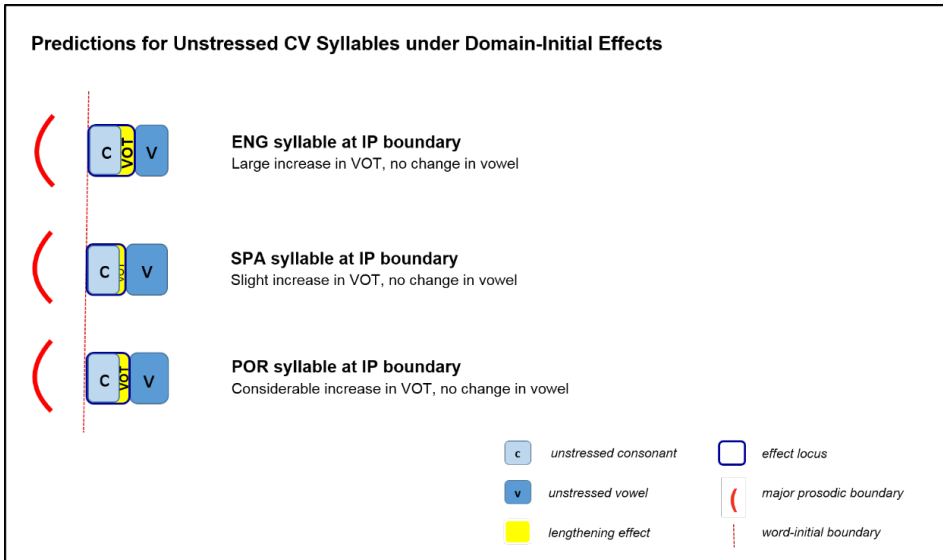 Predictions for Unstressed CV Syllables under Domain-Initial Effects
C VOT V
ENG syllable at IP boundary
Large increase in VOT, no change in vowel
C VOT V
SPA syllable at IP boundary
Slight increase in VOT, no change in vowel
C VOT V
POR syllable at IP boundary
Considerable increase in VOT, no change in vowel
C unstressed consonant
effect locus
V unstressed vowel
( major prosodic boundary
lengthening effect
word-initial boundary